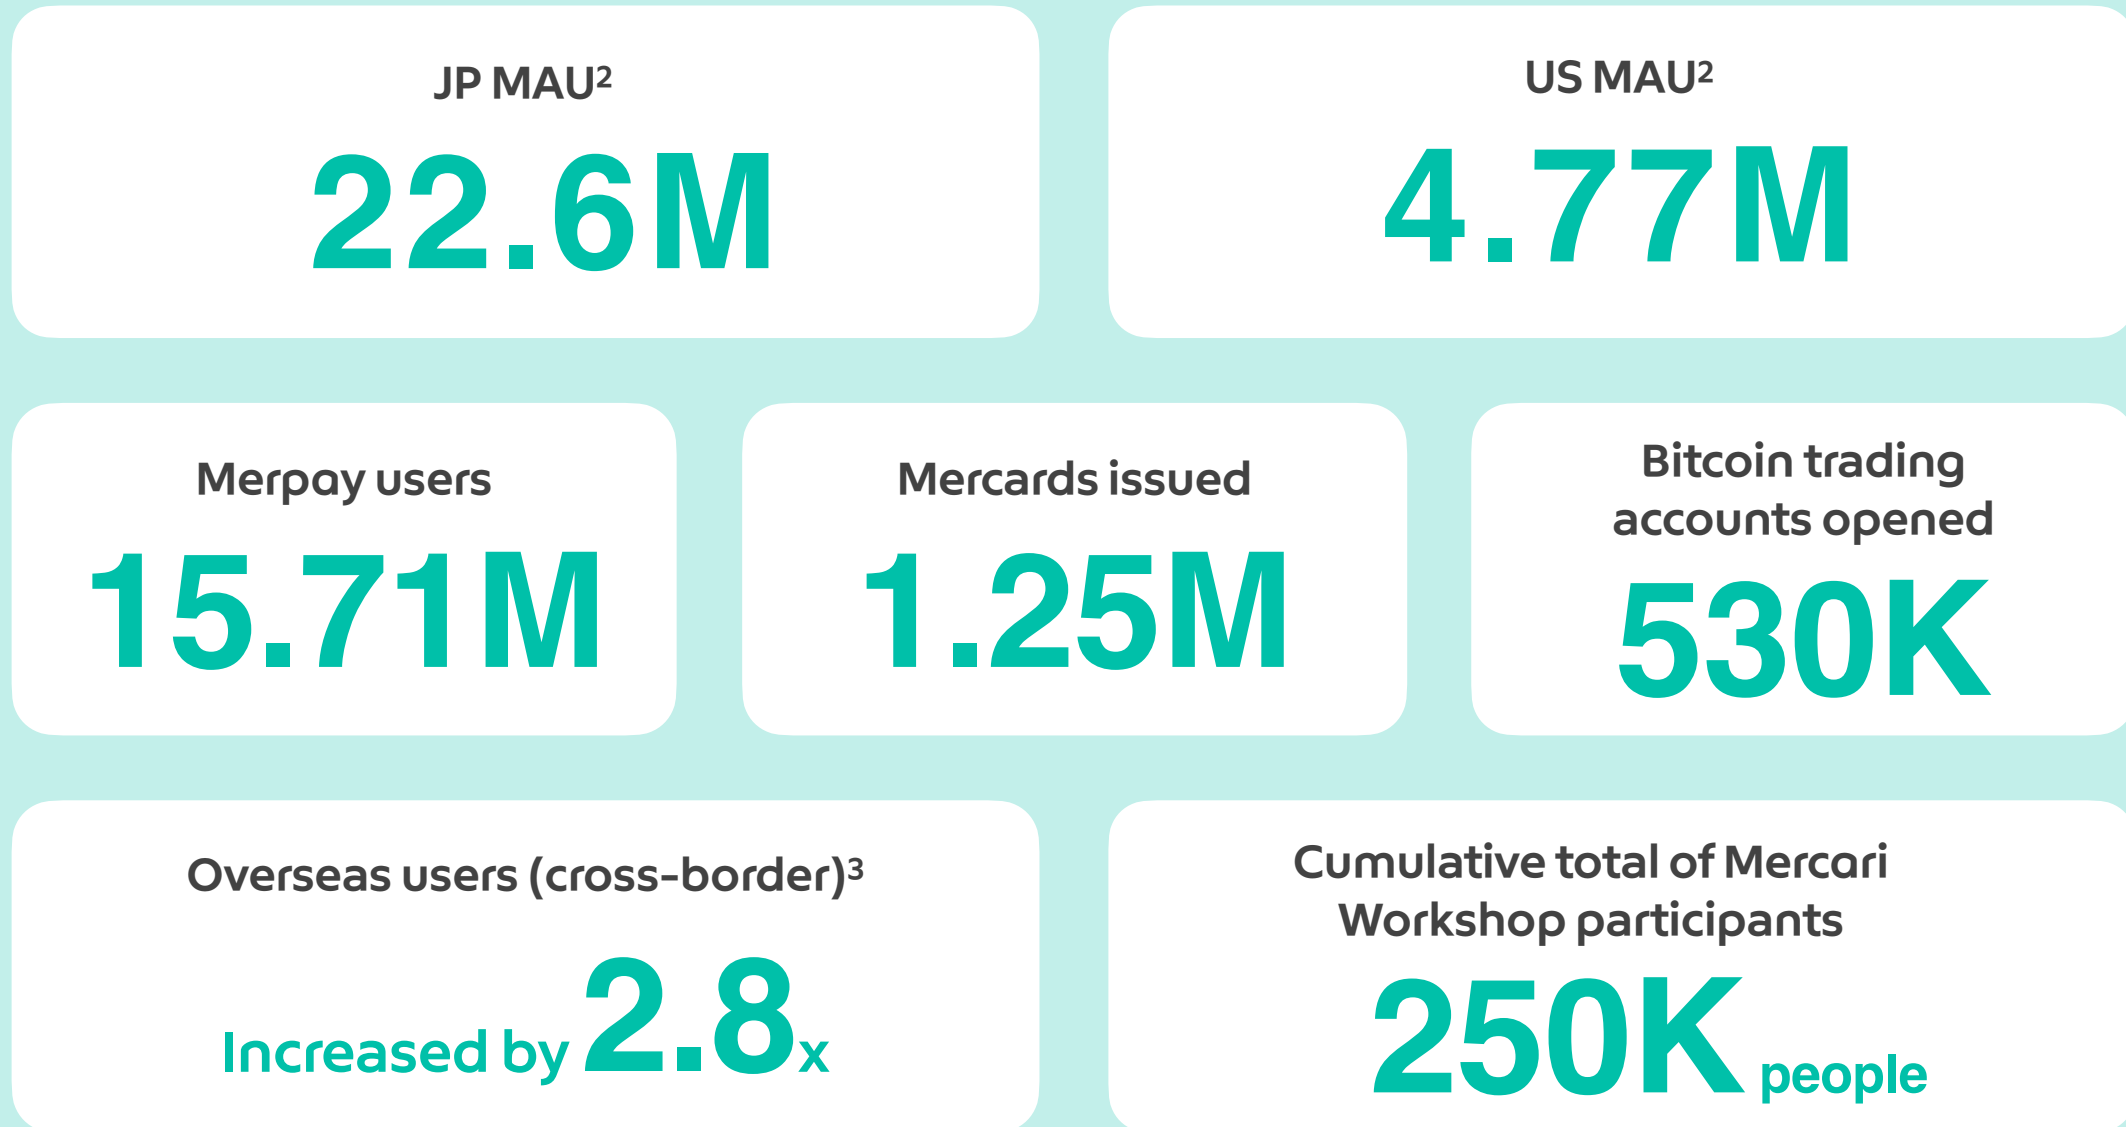 JP MAU²
22.6M
US MAU²
4.77M
Merpay users
15.71M
Mercards issued
1.25M
Bitcoin trading
accounts opened
530K
Overseas users (cross-border)³
Increased by 2.8x
Cumulative total of Mercari
Workshop participants
250K people